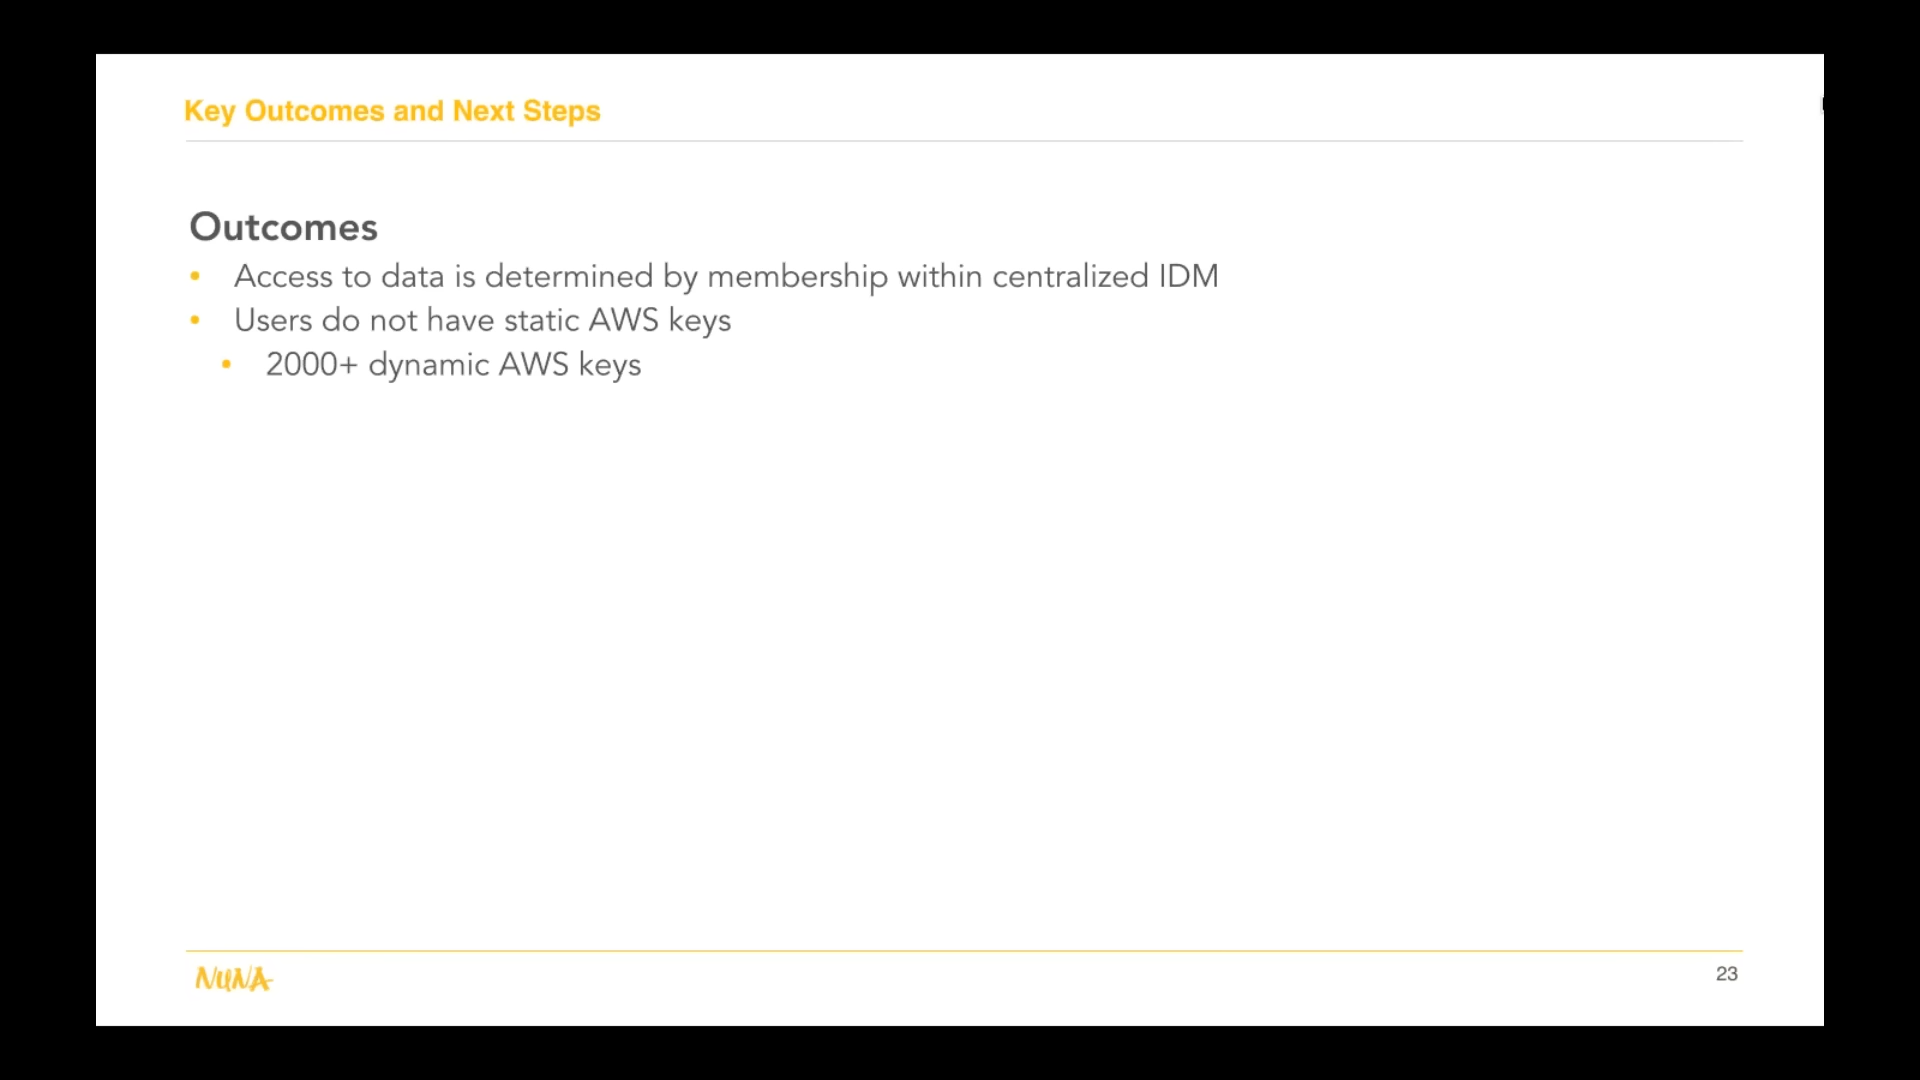 Key Outcomes and Next Steps
Outcomes
• Access to data is determined by membership within centralized IDM
• Users do not have static AWS keys
• 2000+ dynamic AWS keys
NUNA
23